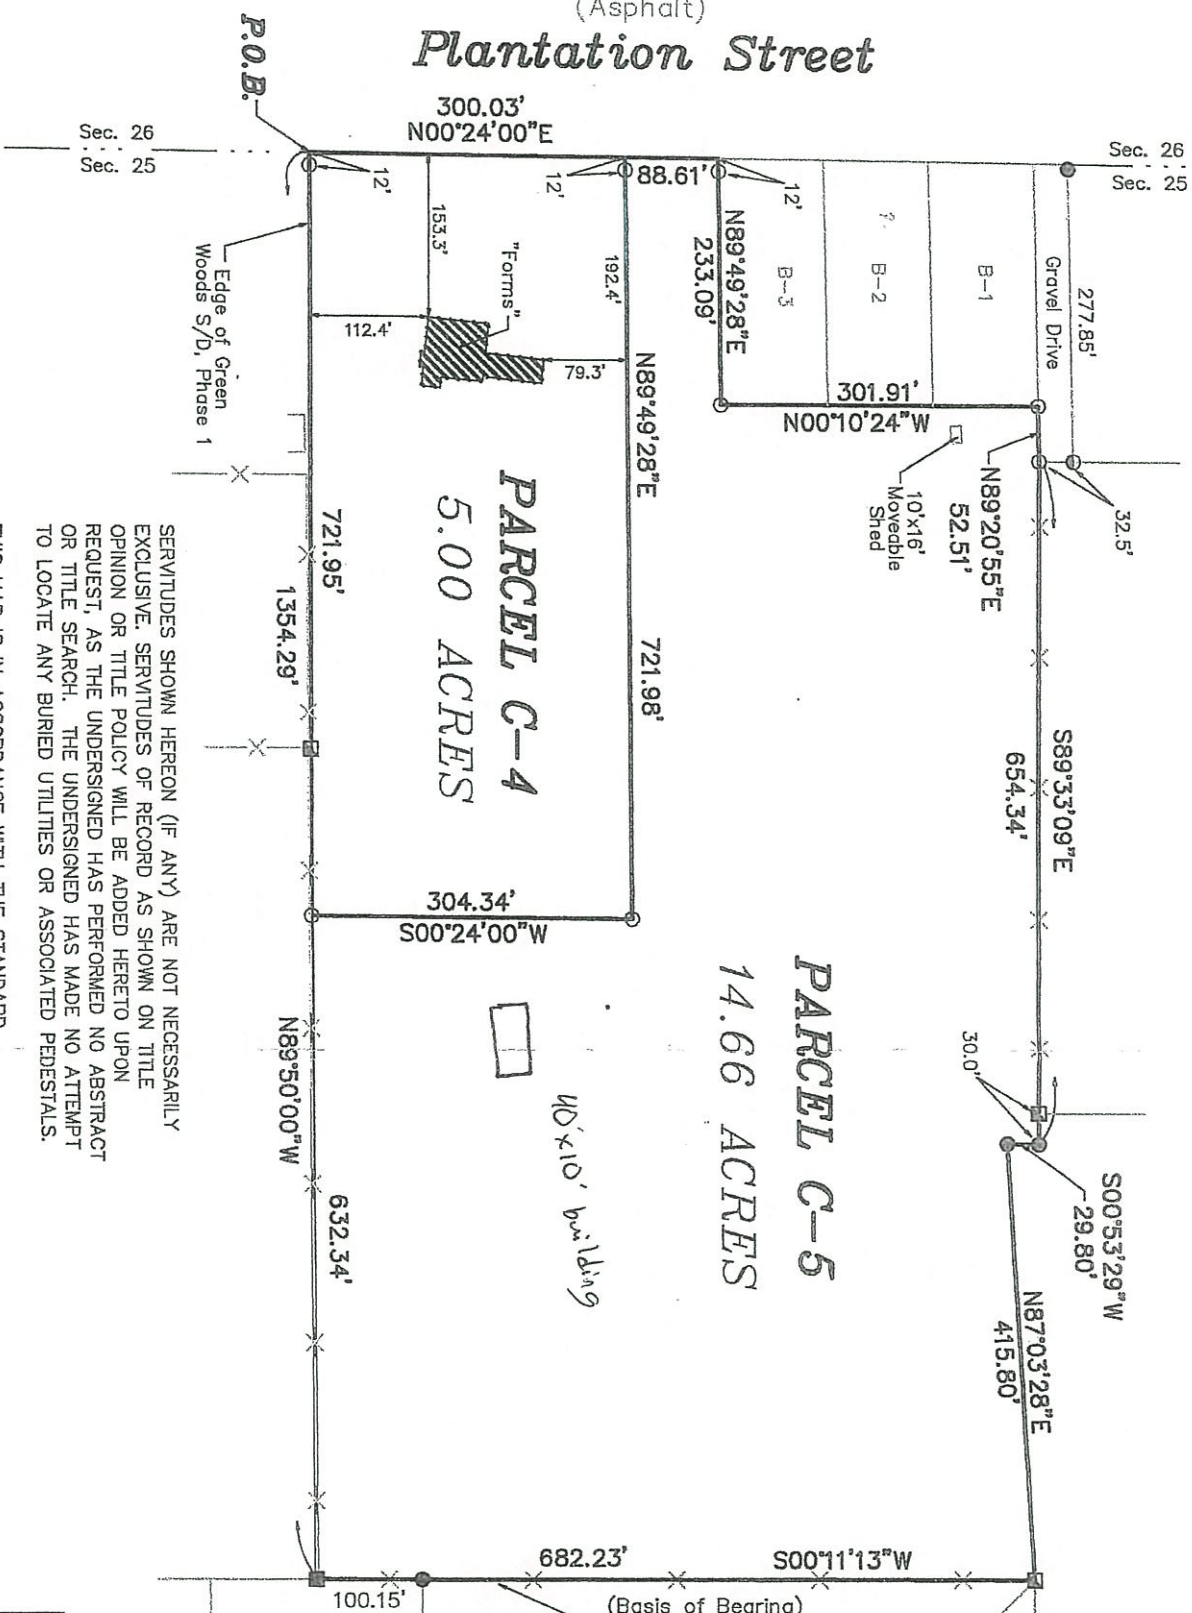 (Asphalt)
Plantation Street
P.O.B.
300.03'
N00°24'00"E
Sec. 26
Sec. 25
Sec. 26
Sec. 25
12'
12'
88.61'
12'
N89°49'28"E
233.09'
B-3
?
B-2
B-1
Gravel Drive
277.85'
153.3'
"Forms"
192.4'
112.4'
79.3'
Edge of Green
Woods S/D, Phase 1
N89°49'28"E
301.91'
N00°10'24"W
10'x16'
Moveable
Shed
N89°20'55"E
52.51'
32.5'
PARCEL C-4
5.00 ACRES
721.95'
1354.29'
721.98'
S89°33'09"E
654.34'
304.34'
S00°24'00"W
PARCEL C-5
14.66 ACRES
40'x10' building
30.0'
S00°53'29"W
29.80'
N87°03'28"E
415.80'
N89°50'00"W
632.34'
682.23'
S00°11'13"W
100.15'
(Basis of Bearing)
SERVITUDES SHOWN HEREON (IF ANY) ARE NOT NECESSARILY
EXCLUSIVE. SERVITUDES OF RECORD AS SHOWN ON TITLE
OPINION OR TITLE POLICY WILL BE ADDED HERETO UPON
REQUEST, AS THE UNDERSIGNED HAS PERFORMED NO ABSTRACT
OR TITLE SEARCH. THE UNDERSIGNED HAS MADE NO ATTEMPT
TO LOCATE ANY BURIED UTILITIES OR ASSOCIATED PEDESTALS.